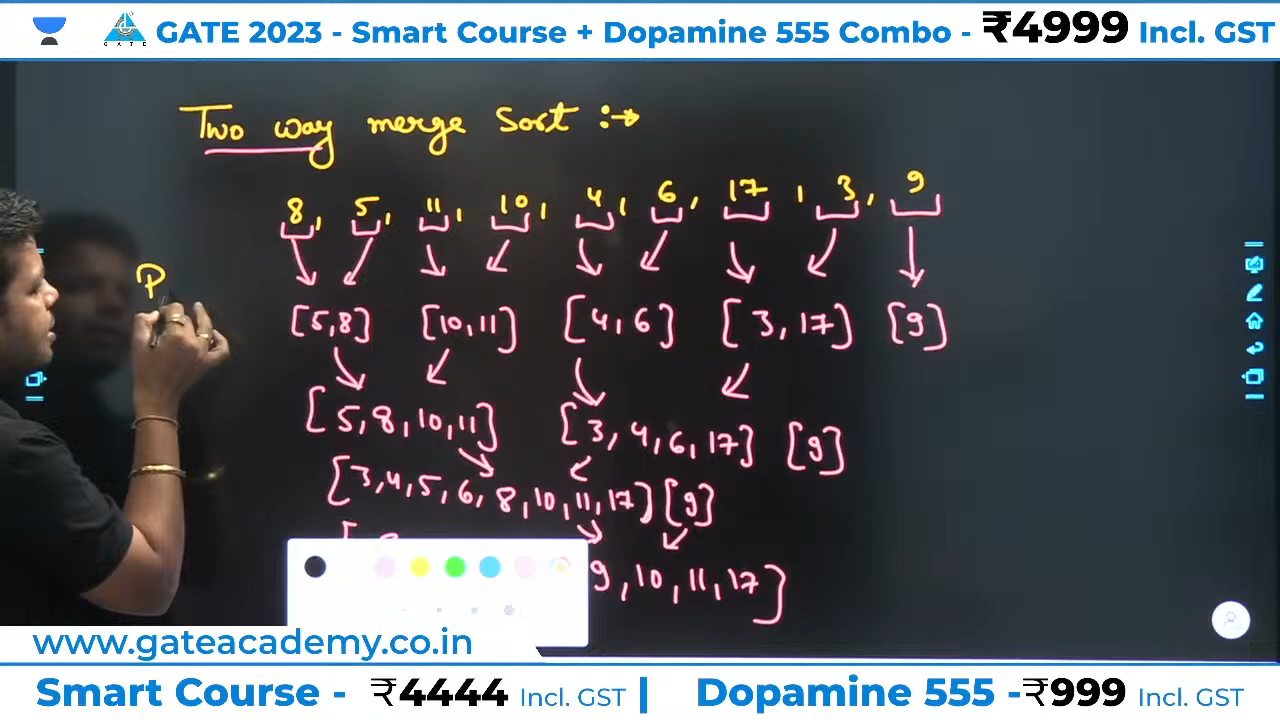 GATE 2023 - Smart Course + Dopamine 555 Combo - ₹4999 Incl. GST
GATE
Two way merge Sort :→
8, 5, 11, 10, 4, 6, 17, 3, 9
P
[5,8] [10,11] [4,6] [3,17] [9]
[5,8,10,11] [3,4,6,17] [9]
[3,4,5,6,8,10,11,17] [9]
9,10,11,17]
www.gateacademy.co.in
Smart Course - ₹4444 Incl. GST | Dopamine 555 -₹999 Incl. GST